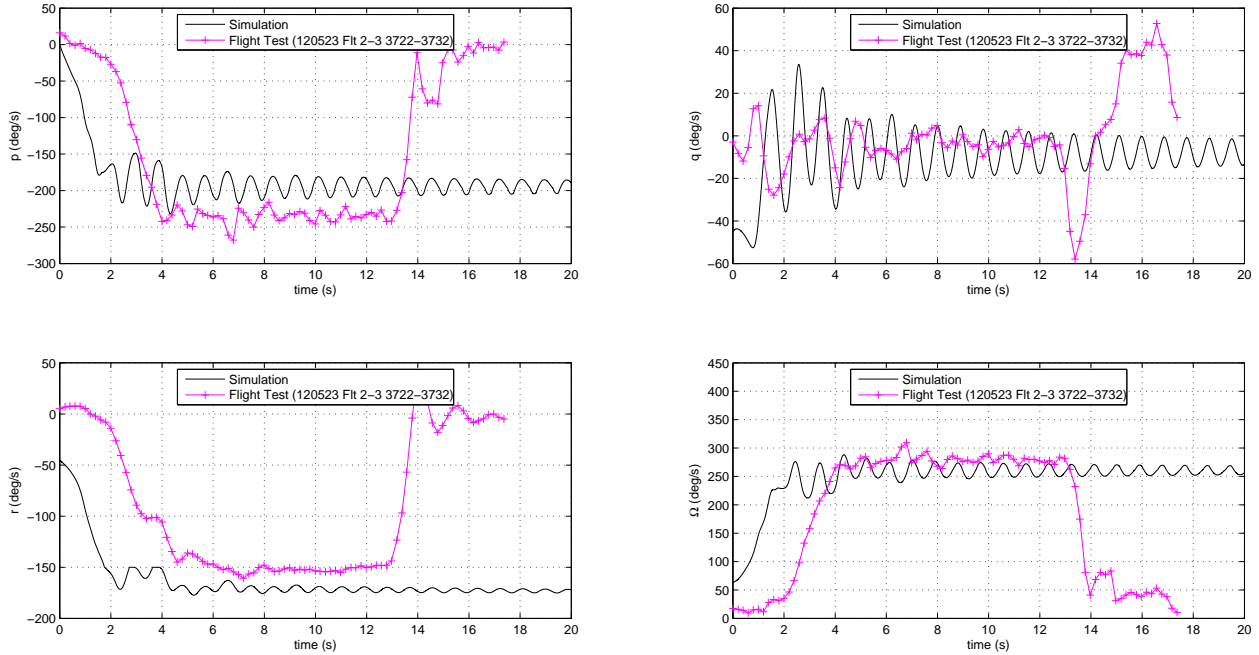 Simulation
Flight Test (120523 Flt 2−3 3722−3732)
50
0
−50
−100
−150
−200
−250
−300
p (deg/s)
0 2 4 6 8 10 12 14 16 18 20
time (s)
Simulation
Flight Test (120523 Flt 2−3 3722−3732)
60
40
20
0
−20
−40
−60
q (deg/s)
0 2 4 6 8 10 12 14 16 18 20
time (s)
Simulation
Flight Test (120523 Flt 2−3 3722−3732)
50
0
−50
−100
−150
−200
r (deg/s)
0 2 4 6 8 10 12 14 16 18 20
time (s)
Simulation
Flight Test (120523 Flt 2−3 3722−3732)
450
400
350
300
250
200
150
100
50
0
Ω (deg/s)
0 2 4 6 8 10 12 14 16 18 20
time (s)